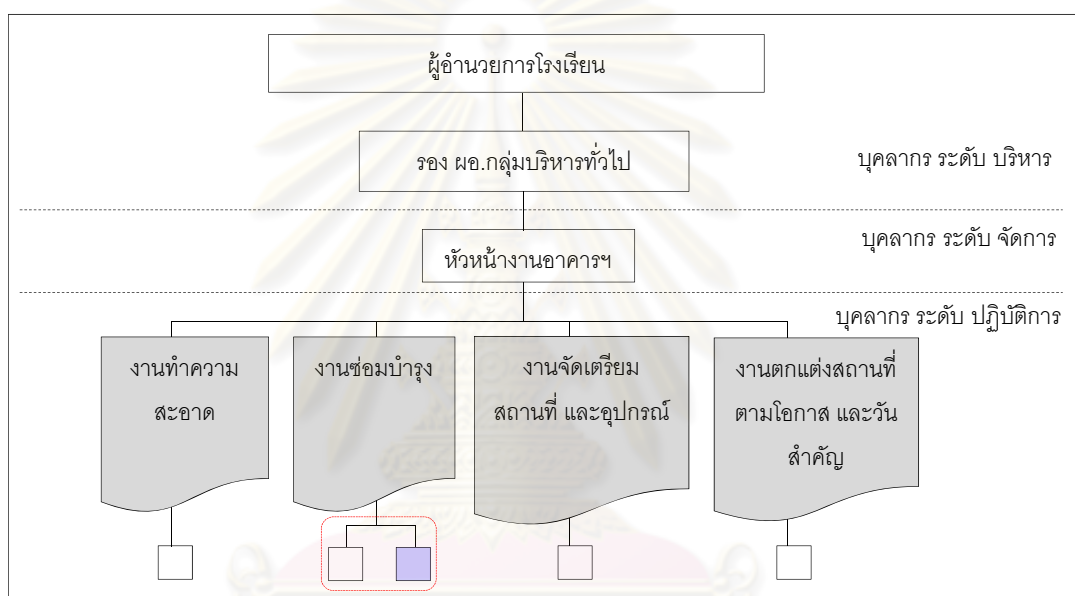 ผู้อำนวยการโรงเรียน
รอง ผอ.กลุ่มบริหารทั่วไป
บุคลากร ระดับ บริหาร
บุคลากร ระดับ จัดการ
หัวหน้างานอาคารฯ
บุคลากร ระดับ ปฏิบัติการ
งานทำความ
สะอาด
งานซ่อมบำรุง
งานจัดเตรียม
สถานที่ และอุปกรณ์
งานตกแต่งสถานที่
ตามโอกาส และวัน
สำคัญ